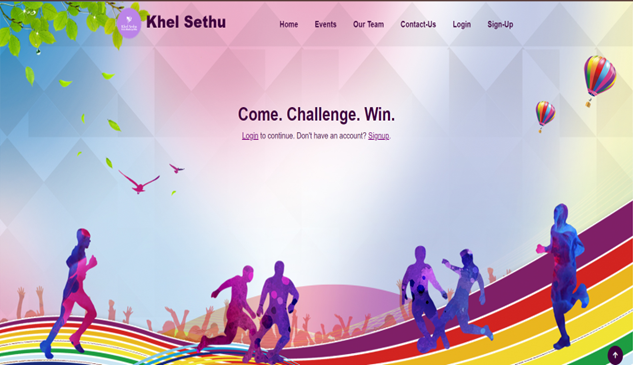 Khel Sethu
Home Events Our Team Contact-Us Login Sign-Up
Come. Challenge. Win.
Login to continue. Don't have an account? Signup.